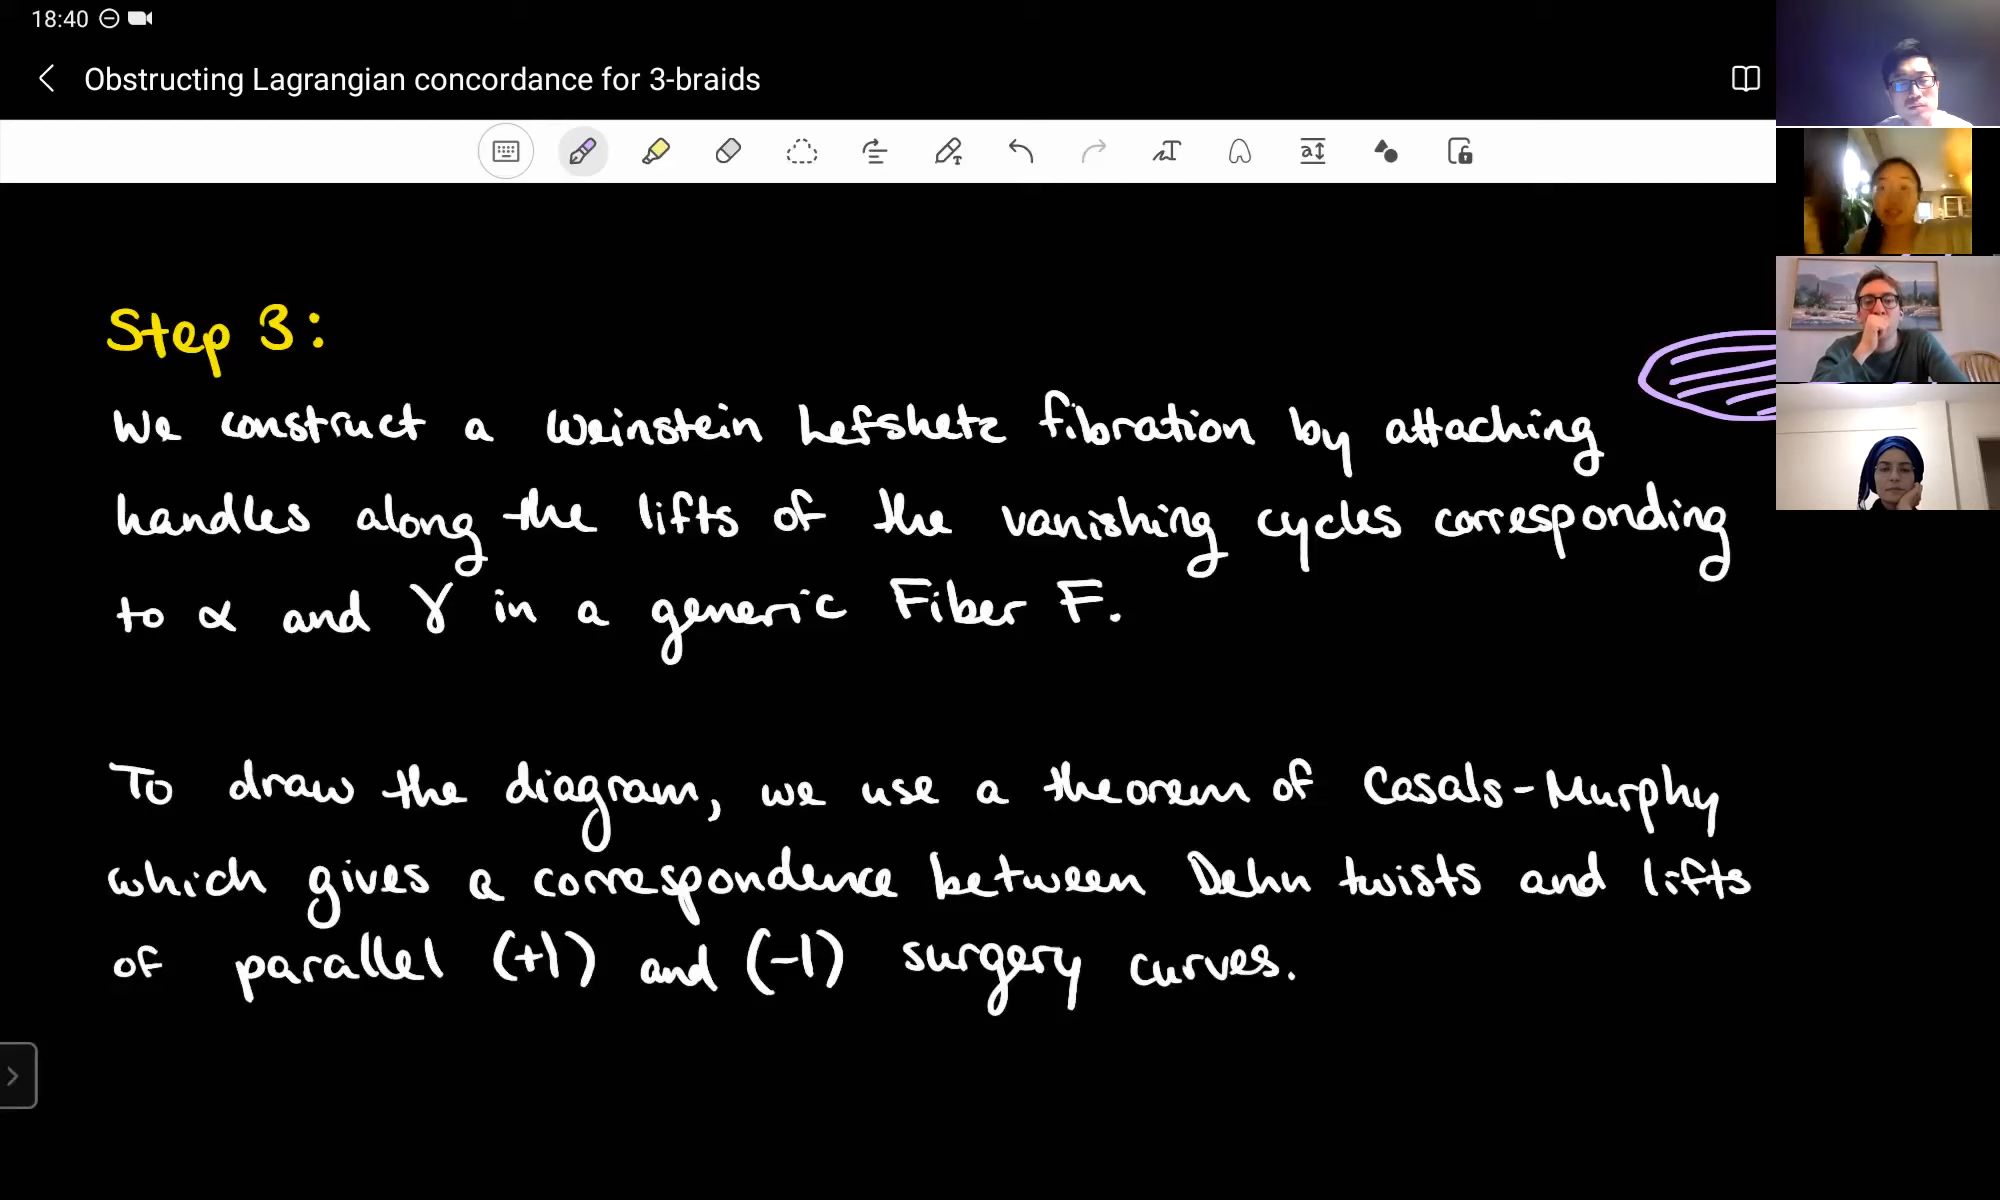 18:40
Obstructing Lagrangian concordance for 3-braids
Step 3:
We construct a Weinstein Lefshetz fibration by attaching
handles along the lifts of the vanishing cycles corresponding
to α and γ in a generic Fiber F.
To draw the diagram, we use a theorem of Casals-Murphy
which gives a correspondence between Dehn twists and lifts
of parallel (+1) and (-1) surgery curves.